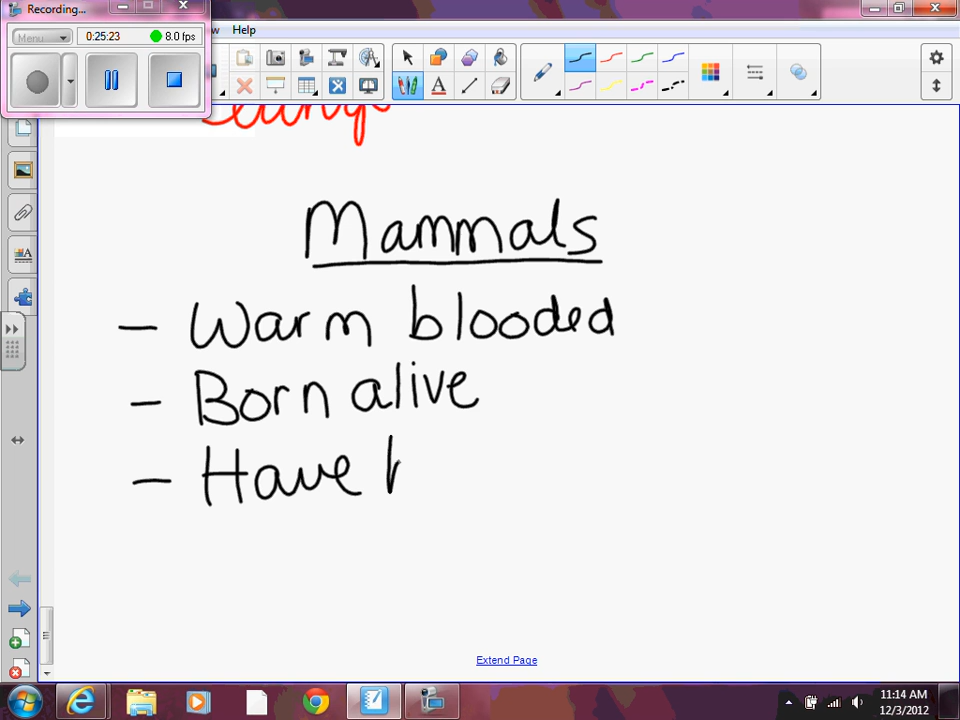 Recording...
Menu 0:25:23 8.0 fps
Help
Mammals
- Warm blooded
- Born alive
- Have
Extend Page
11:14 AM
12/3/2012